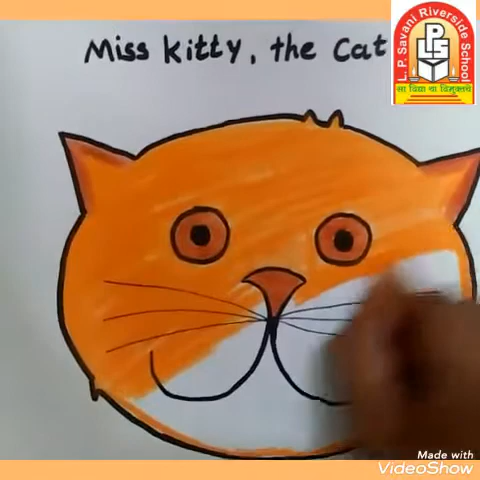 Miss Kitty, the Cat
L. P. Savani Riverside School
LPS
सा विद्या या विमुक्तये
Made with
VideoShow